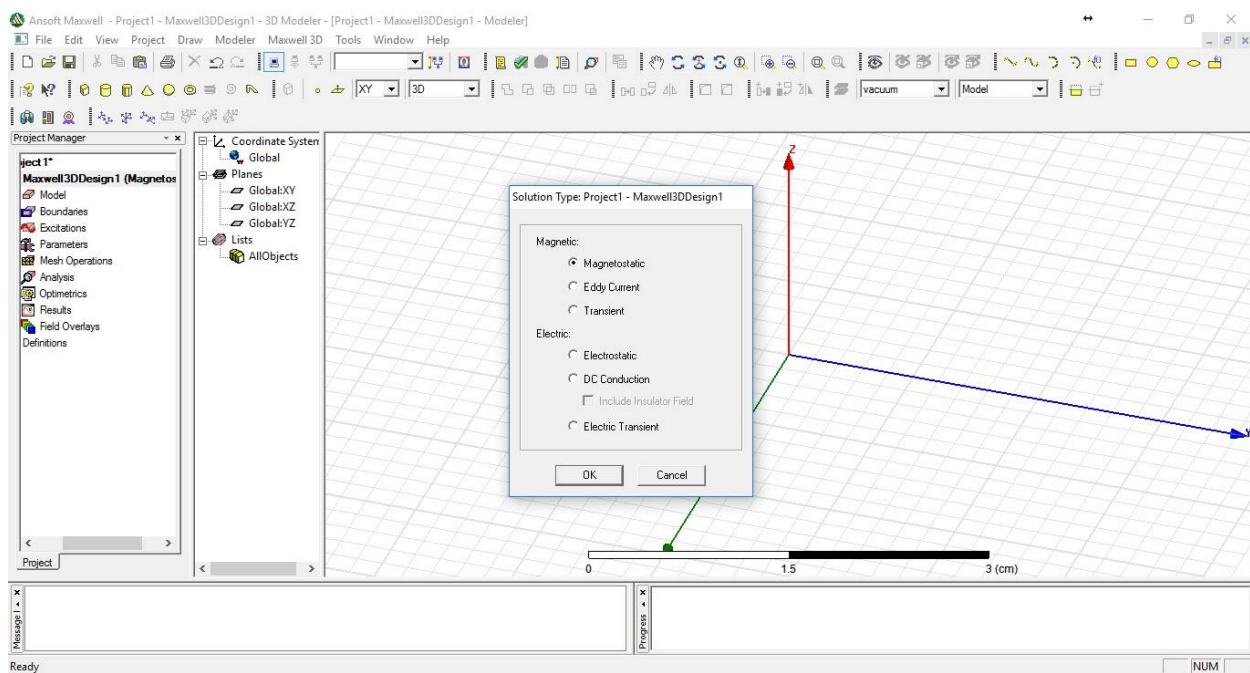 Ansoft Maxwell - Project1 - Maxwell3DDesign1 - 3D Modeler - [Project1 - Maxwell3DDesign1 - Modeler]
File Edit View Project Draw Modeler Maxwell 3D Tools Window Help
XY 3D vacuum Model
Project Manager
ject1*
Maxwell3DDesign1 (Magnetos
Model
Boundaries
Excitations
Parameters
Mesh Operations
Analysis
Optimetrics
Results
Field Overlays
Definitions
Project
Coordinate System
Global
Planes
Global:XY
Global:XZ
Global:YZ
Lists
AllObjects
Z
Solution Type: Project1 - Maxwell3DDesign1
Magnetic:
Magnetostatic
Eddy Current
Transient
Electric:
Electrostatic
DC Conduction
Include Insulator Field
Electric Transient
OK Cancel
Y
0 1.5 3 (cm)
Message
Progress
Ready NUM